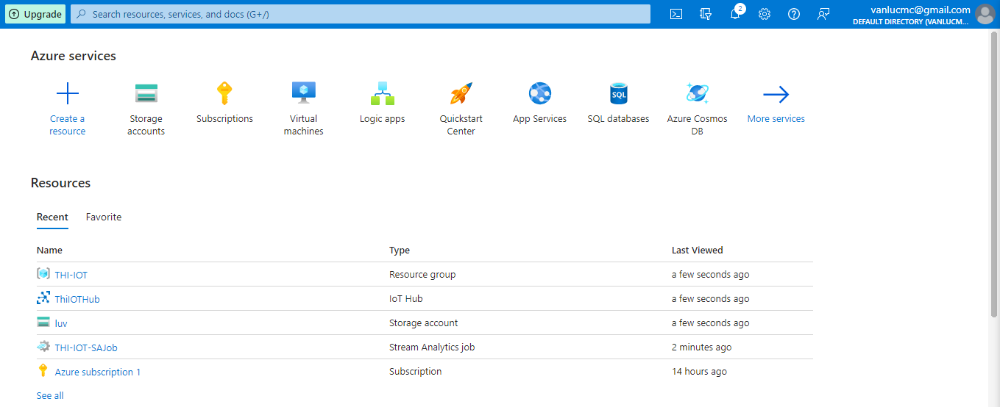 Upgrade
Search resources, services, and docs (G+/)
2
vanlucmc@gmail.com
DEFAULT DIRECTORY (VANLUCM...
Azure services
Create a resource
Storage accounts
Subscriptions
Virtual machines
Logic apps
Quickstart Center
App Services
SQL
SQL databases
Azure Cosmos DB
More services
Resources
Recent Favorite
Name Type Last Viewed
THI-IOT Resource group a few seconds ago
ThiIOTHub IoT Hub a few seconds ago
luv Storage account a few seconds ago
THI-IOT-SAJob Stream Analytics job 2 minutes ago
Azure subscription 1 Subscription 14 hours ago
See all